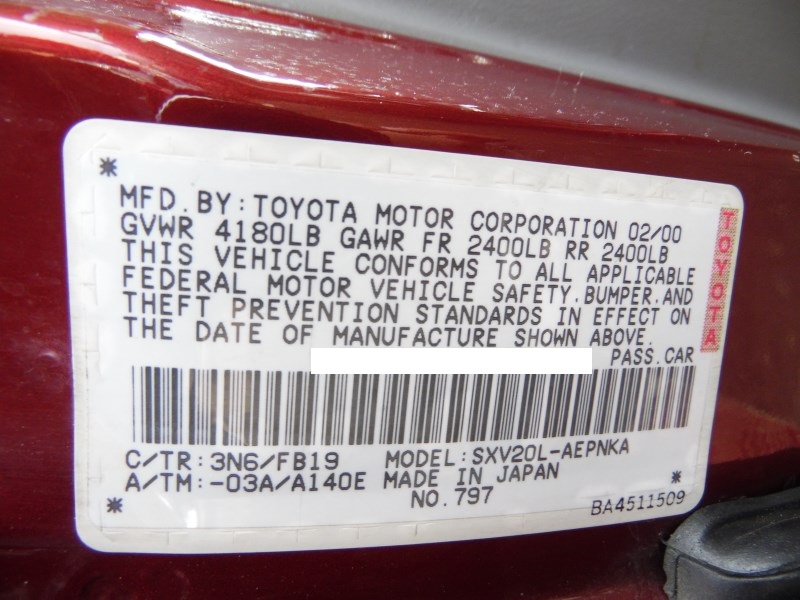 MFD. BY: TOYOTA MOTOR CORPORATION 02/00
GVWR 4180LB GAWR FR 2400LB RR 2400LB
THIS VEHICLE CONFORMS TO ALL APPLICABLE
FEDERAL MOTOR VEHICLE SAFETY, BUMPER, AND
THEFT PREVENTION STANDARDS IN EFFECT ON
THE DATE OF MANUFACTURE SHOWN ABOVE.
PASS. CAR
TOYOTA
C/TR: 3N6/FB19 MODEL: SXV20L-AEPNKA
A/TM: -03A/A140E MADE IN JAPAN
NO. 797
BA4511509